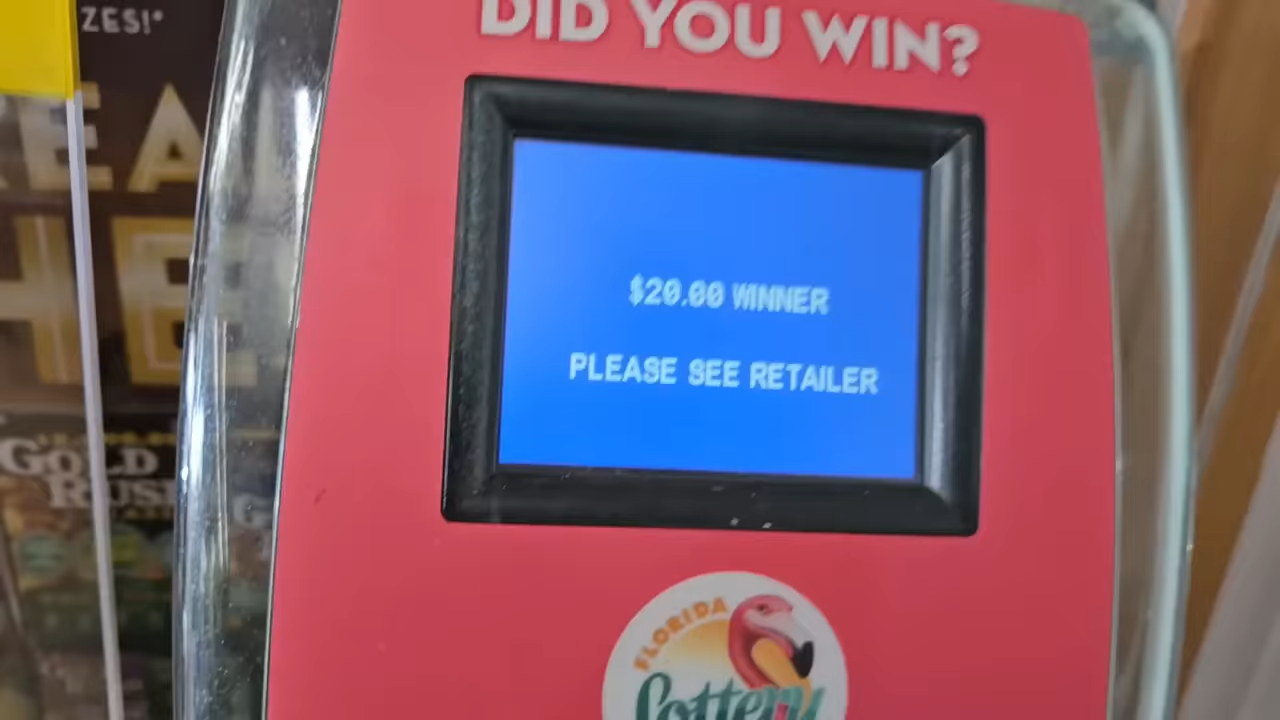 ZES!*
DID YOU WIN?
$20.00 WINNER
PLEASE SEE RETAILER
GOLD
RUSH
FLORIDA
Lottery